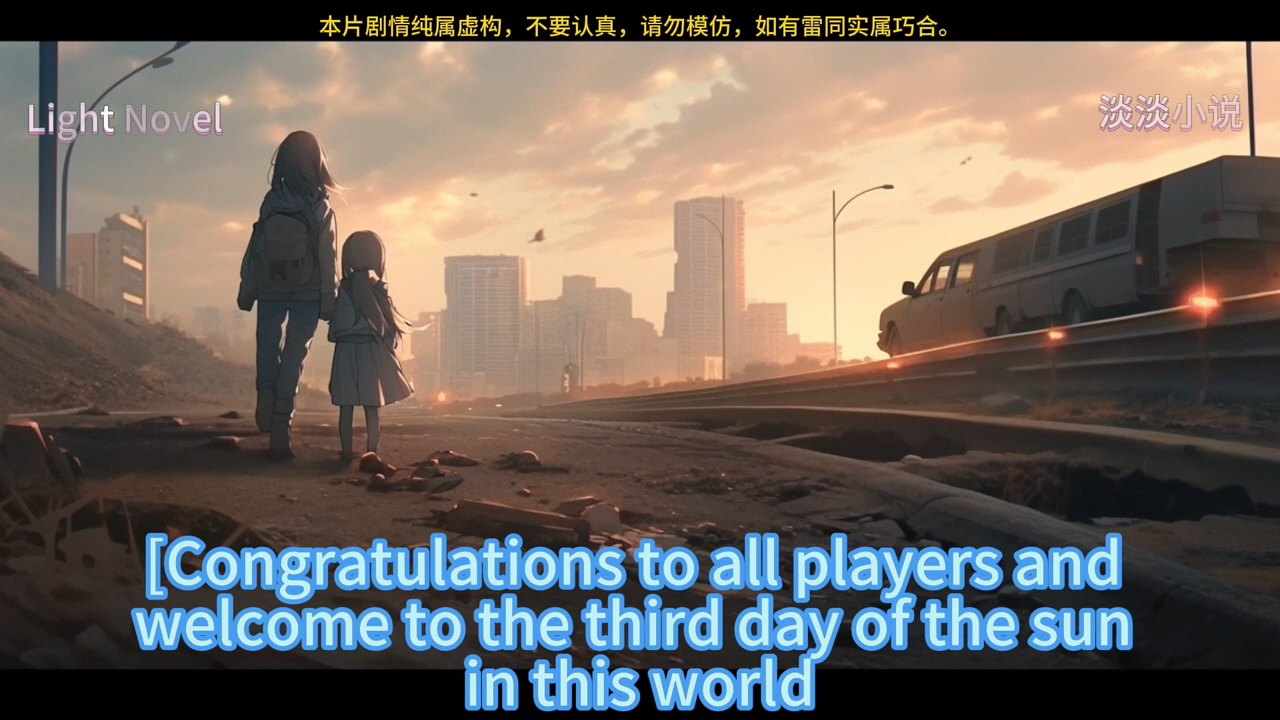 本片剧情纯属虚构，不要认真，请勿模仿，如有雷同实属巧合。
Light Novel
淡淡小说
[Congratulations to all players and
welcome to the third day of the sun
in this world